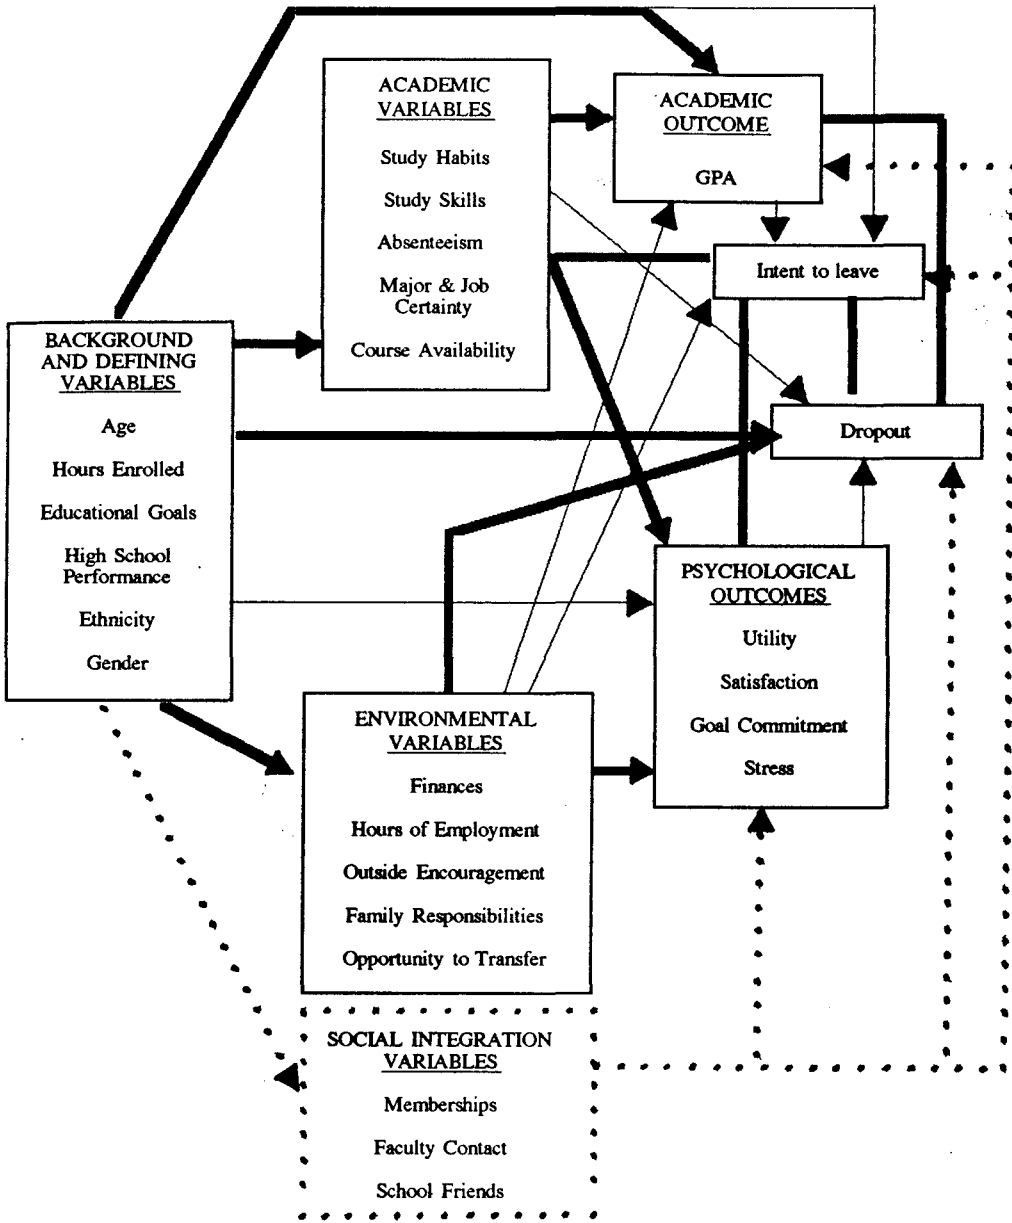 ACADEMIC
VARIABLES
Study Habits
Study Skills
Absenteeism
Major & Job
Certainty
Course Availability
ACADEMIC
OUTCOME
GPA
Intent to leave
Dropout
BACKGROUND
AND DEFINING
VARIABLES
Age
Hours Enrolled
Educational Goals
High School
Performance
Ethnicity
Gender
PSYCHOLOGICAL
OUTCOMES
Utility
Satisfaction
Goal Commitment
Stress
ENVIRONMENTAL
VARIABLES
Finances
Hours of Employment
Outside Encouragement
Family Responsibilities
Opportunity to Transfer
SOCIAL INTEGRATION
VARIABLES
Memberships
Faculty Contact
School Friends